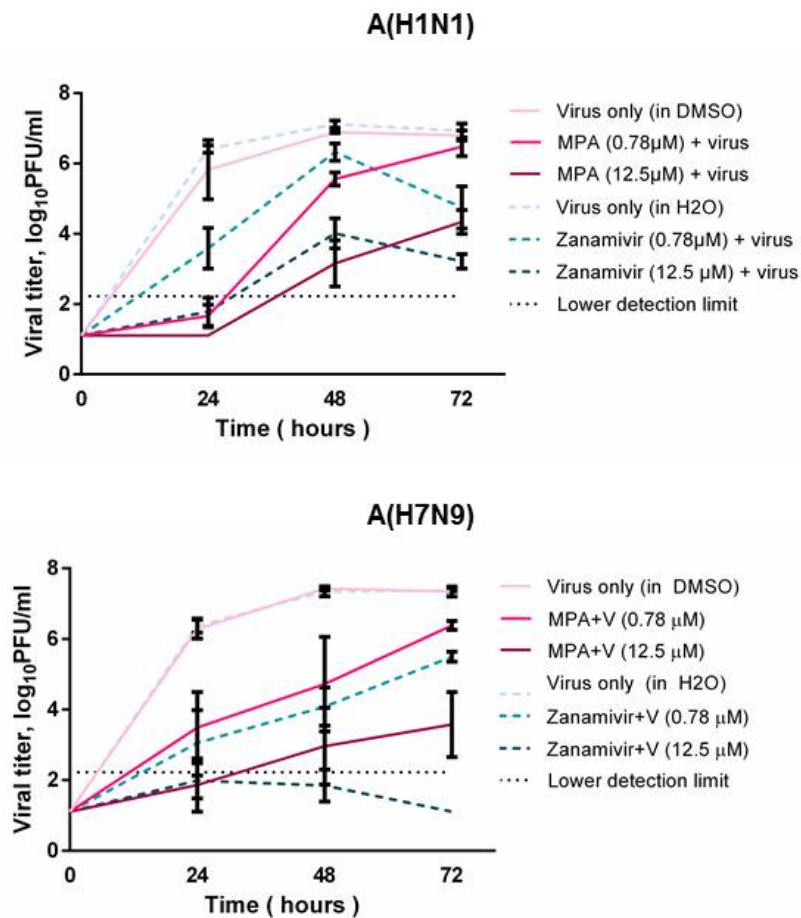 A(H1N1)
8
6
4
2
0
Viral titer, log10PFU/ml
0 24 48 72
Time ( hours )
Virus only (in DMSO)
MPA (0.78µM) + virus
MPA (12.5µM) + virus
Virus only (in H2O)
Zanamivir (0.78µM) + virus
Zanamivir (12.5 µM) + virus
Lower detection limit
A(H7N9)
8
6
4
2
0
Viral titer, log10PFU/ml
0 24 48 72
Time ( hours )
Virus only (in DMSO)
MPA+V (0.78 µM)
MPA+V (12.5 µM)
Virus only (in H2O)
Zanamivir+V (0.78 µM)
Zanamivir+V (12.5 µM)
Lower detection limit